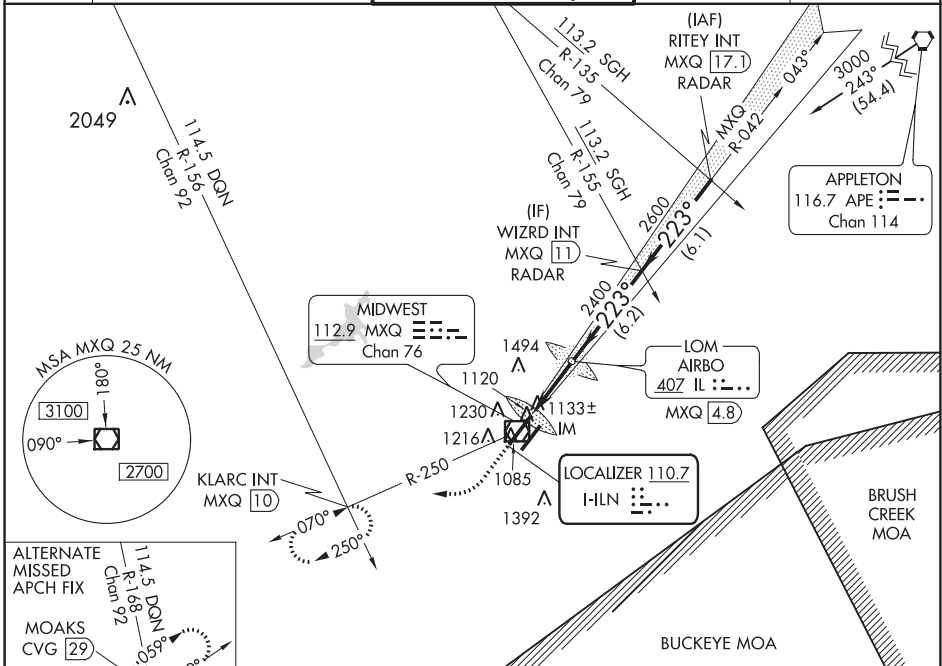 113.2 SGH
R-135
Chan 79
(IAF)
RITEY INT
MXQ 17.1
RADAR
043°
3000
243°
(54.4)
2049
114.5 DQN
R-156
Chan 92
113.2 SGH
R-155
Chan 79
MXQ
R-042
APPLETON
116.7 APE
Chan 114
(IF)
WIZRD INT
MXQ 11
RADAR
2600
223°
(6.1)
2400
223°
(6.2)
MIDWEST
112.9 MXQ
Chan 76
1494
LOM
AIRBO
407 IL
MXQ 4.8
1120
1230
1133±
IM
1216
1085
LOCALIZER 110.7
I-ILN
1392
MSA MXQ 25 NM
180°
3100
090°
2700
KLARC INT
MXQ 10
R-250
070°
250°
BRUSH
CREEK
MOA
BUCKEYE MOA
ALTERNATE
MISSED
APCH FIX
114.5 DQN
R-168
Chan 92
MOAKS
CVG 29
059°